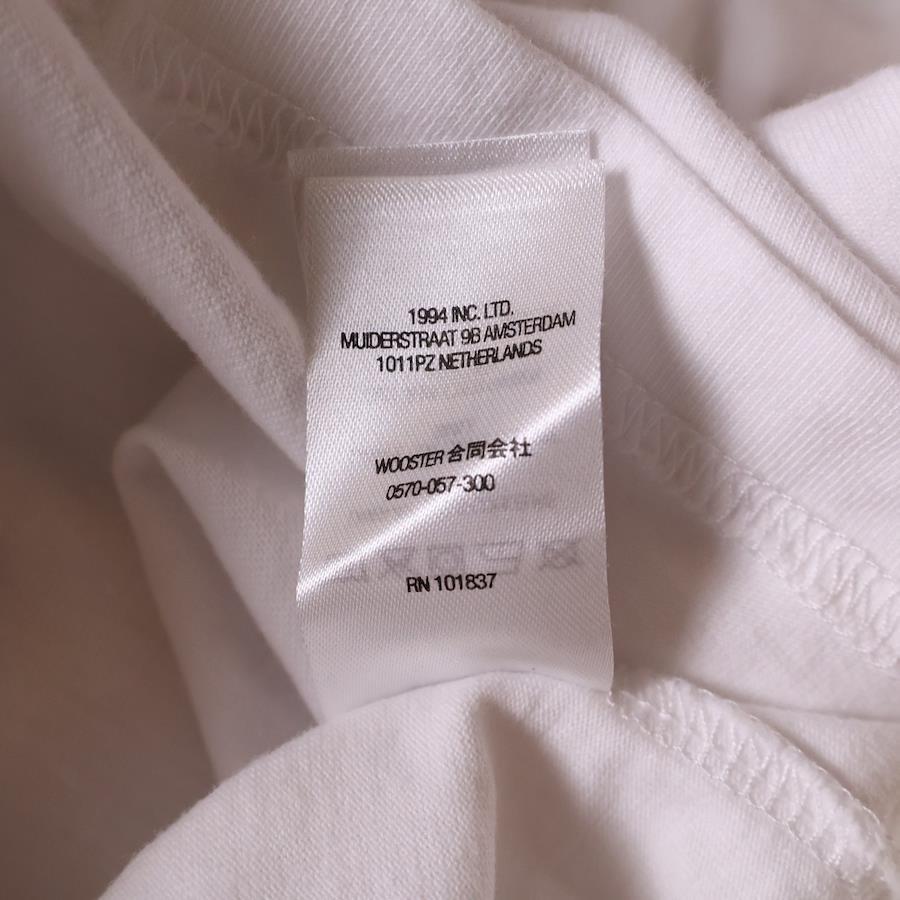 1994 INC. LTD.
MUIDERSTRAAT 9B AMSTERDAM
1011PZ NETHERLANDS
WOOSTER 合同会社
0570-057-300
RN 101837